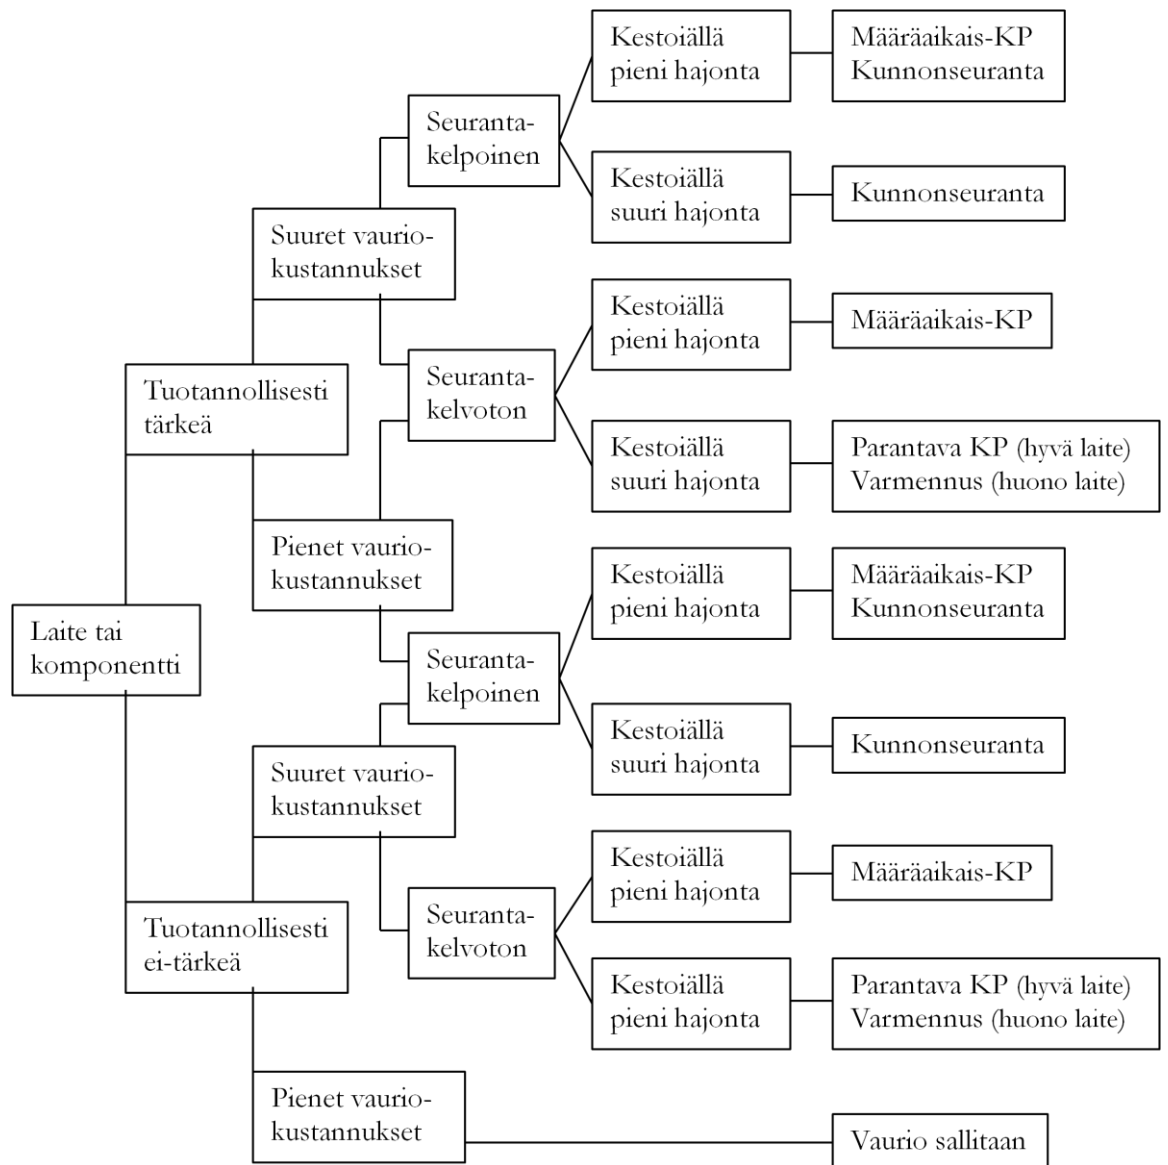 Kestoiällä
pieni hajonta
Määräaikais-KP
Kunnonseuranta
Seuranta-
kelpoinen
Kestoiällä
suuri hajonta
Kunnonseuranta
Suuret vaurio-
kustannukset
Kestoiällä
pieni hajonta
Määräaikais-KP
Tuotannollisesti
tärkeä
Seuranta-
kelvoton
Kestoiällä
suuri hajonta
Parantava KP (hyvä laite)
Varmennus (huono laite)
Pienet vaurio-
kustannukset
Kestoiällä
pieni hajonta
Määräaikais-KP
Kunnonseuranta
Laite tai
komponentti
Seuranta-
kelpoinen
Kestoiällä
suuri hajonta
Kunnonseuranta
Suuret vaurio-
kustannukset
Kestoiällä
pieni hajonta
Määräaikais-KP
Tuotannollisesti
ei-tärkeä
Seuranta-
kelvoton
Kestoiällä
pieni hajonta
Parantava KP (hyvä laite)
Varmennus (huono laite)
Pienet vaurio-
kustannukset
Vaurio sallitaan